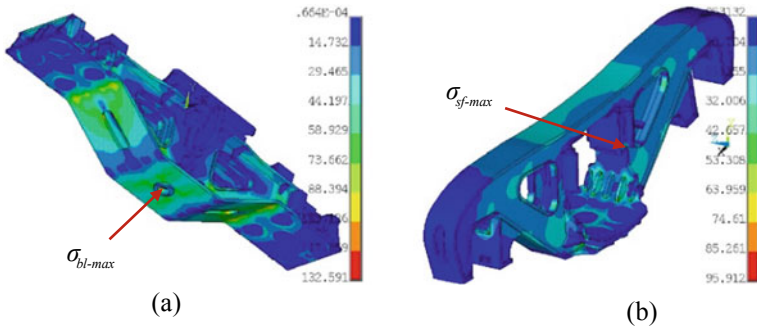 .664E-04
14.732
29.465
44.197
58.929
73.662
88.394
132.591
σbl-max
(a)
32.006
42.657
53.308
63.959
74.61
85.261
95.912
σsf-max
(b)